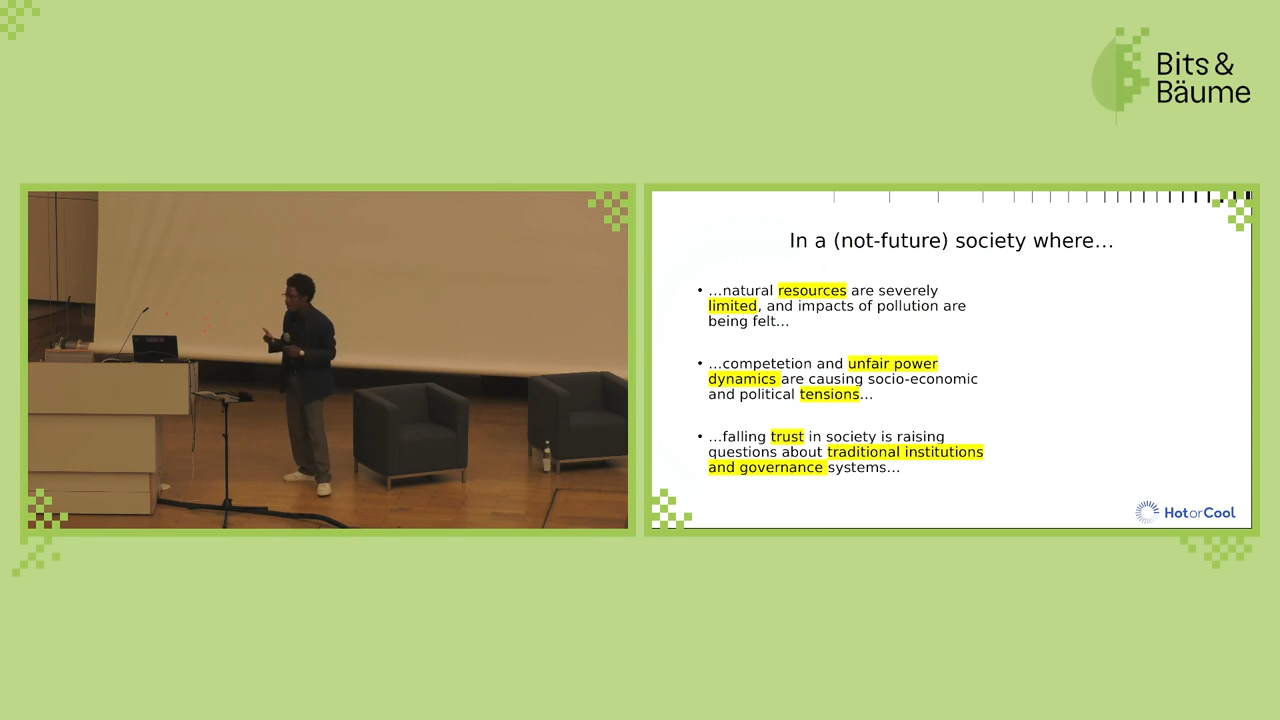 Bits &
Bäume
In a (not-future) society where…
• …natural resources are severely
limited, and impacts of pollution are
being felt…
• …competetion and unfair power
dynamics are causing socio-economic
and political tensions…
• …falling trust in society is raising
questions about traditional institutions
and governance systems…
HotorCool